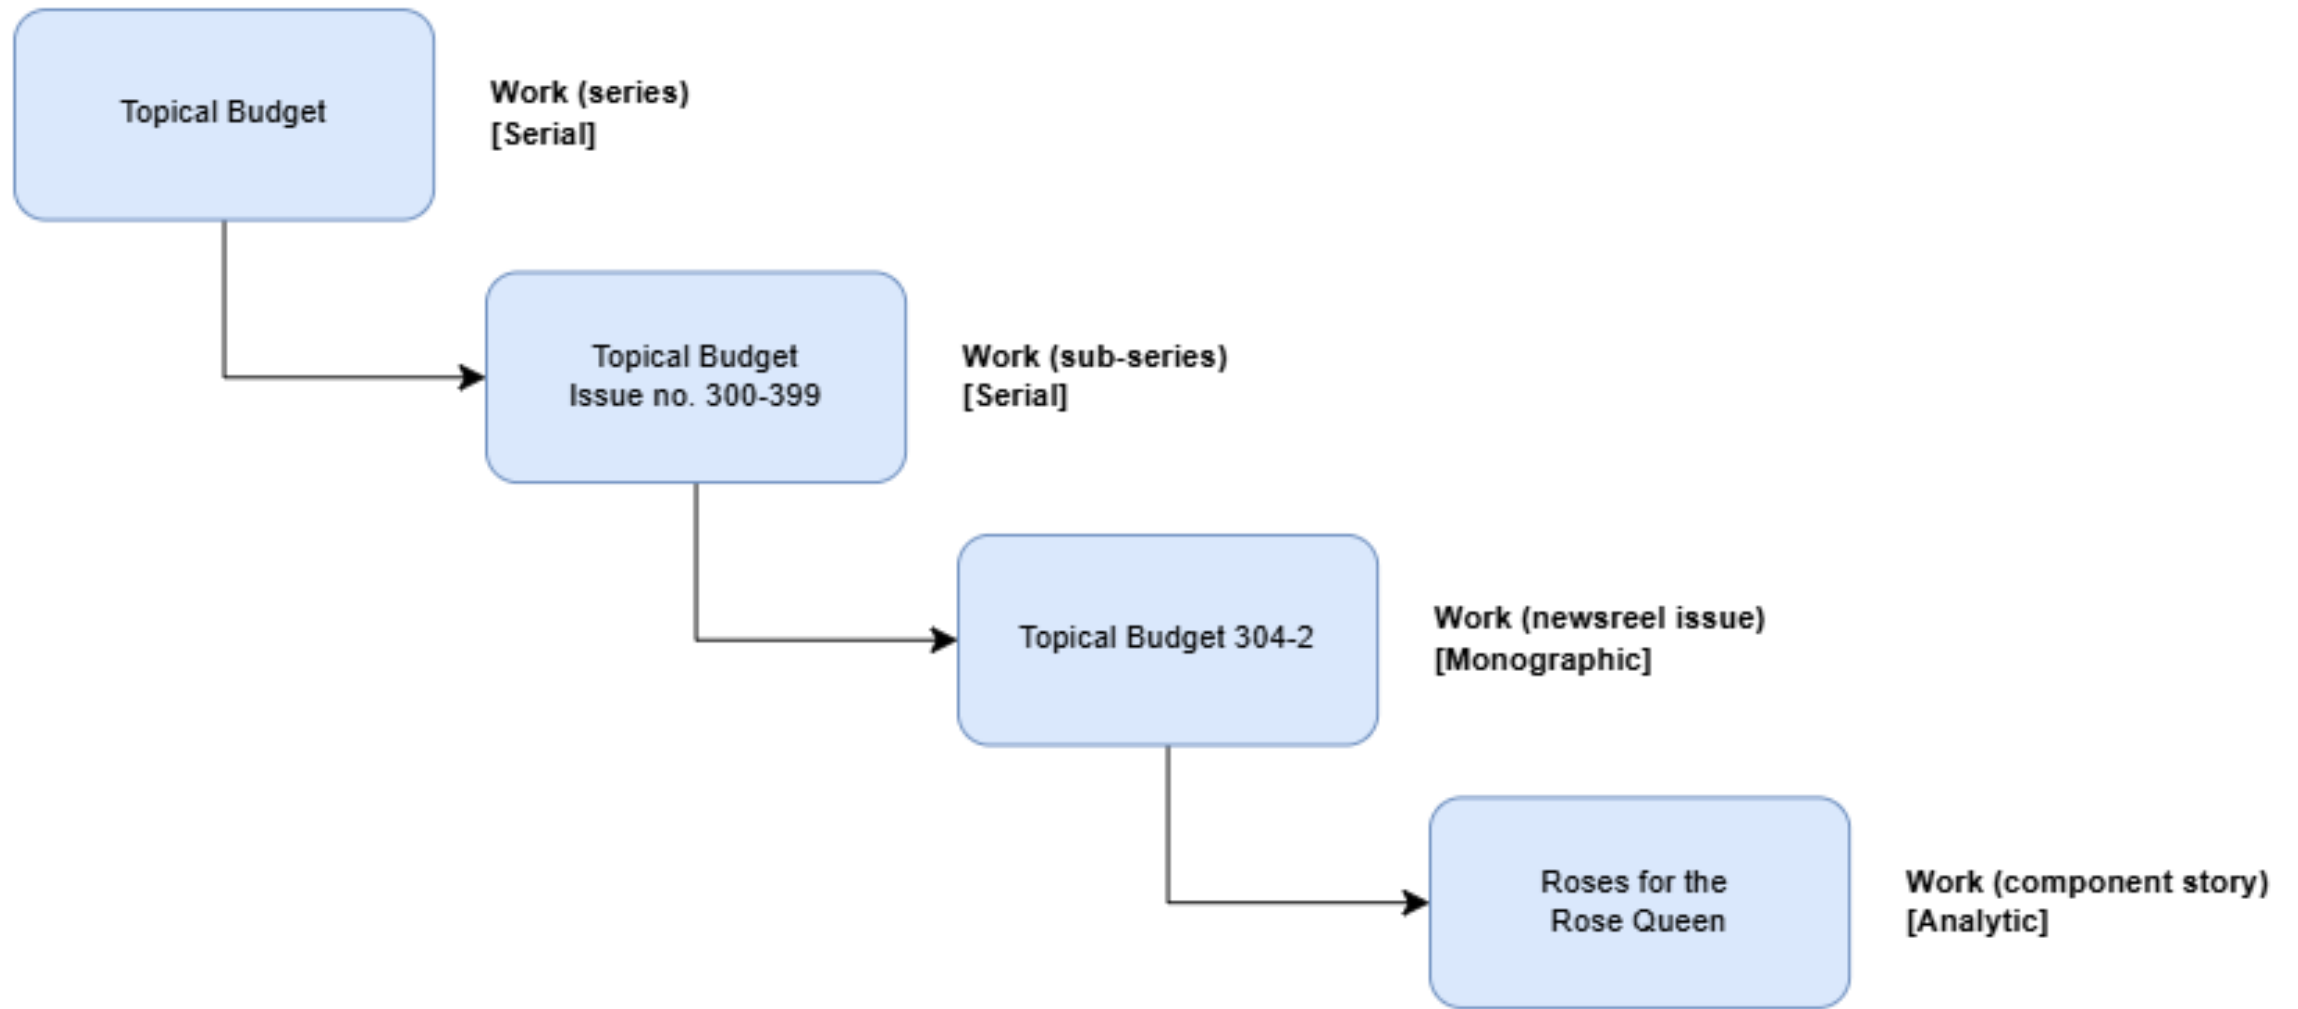 Topical Budget
Work (series)
[Serial]
Topical Budget
Issue no. 300-399
Work (sub-series)
[Serial]
Topical Budget 304-2
Work (newsreel issue)
[Monographic]
Roses for the
Rose Queen
Work (component story)
[Analytic]